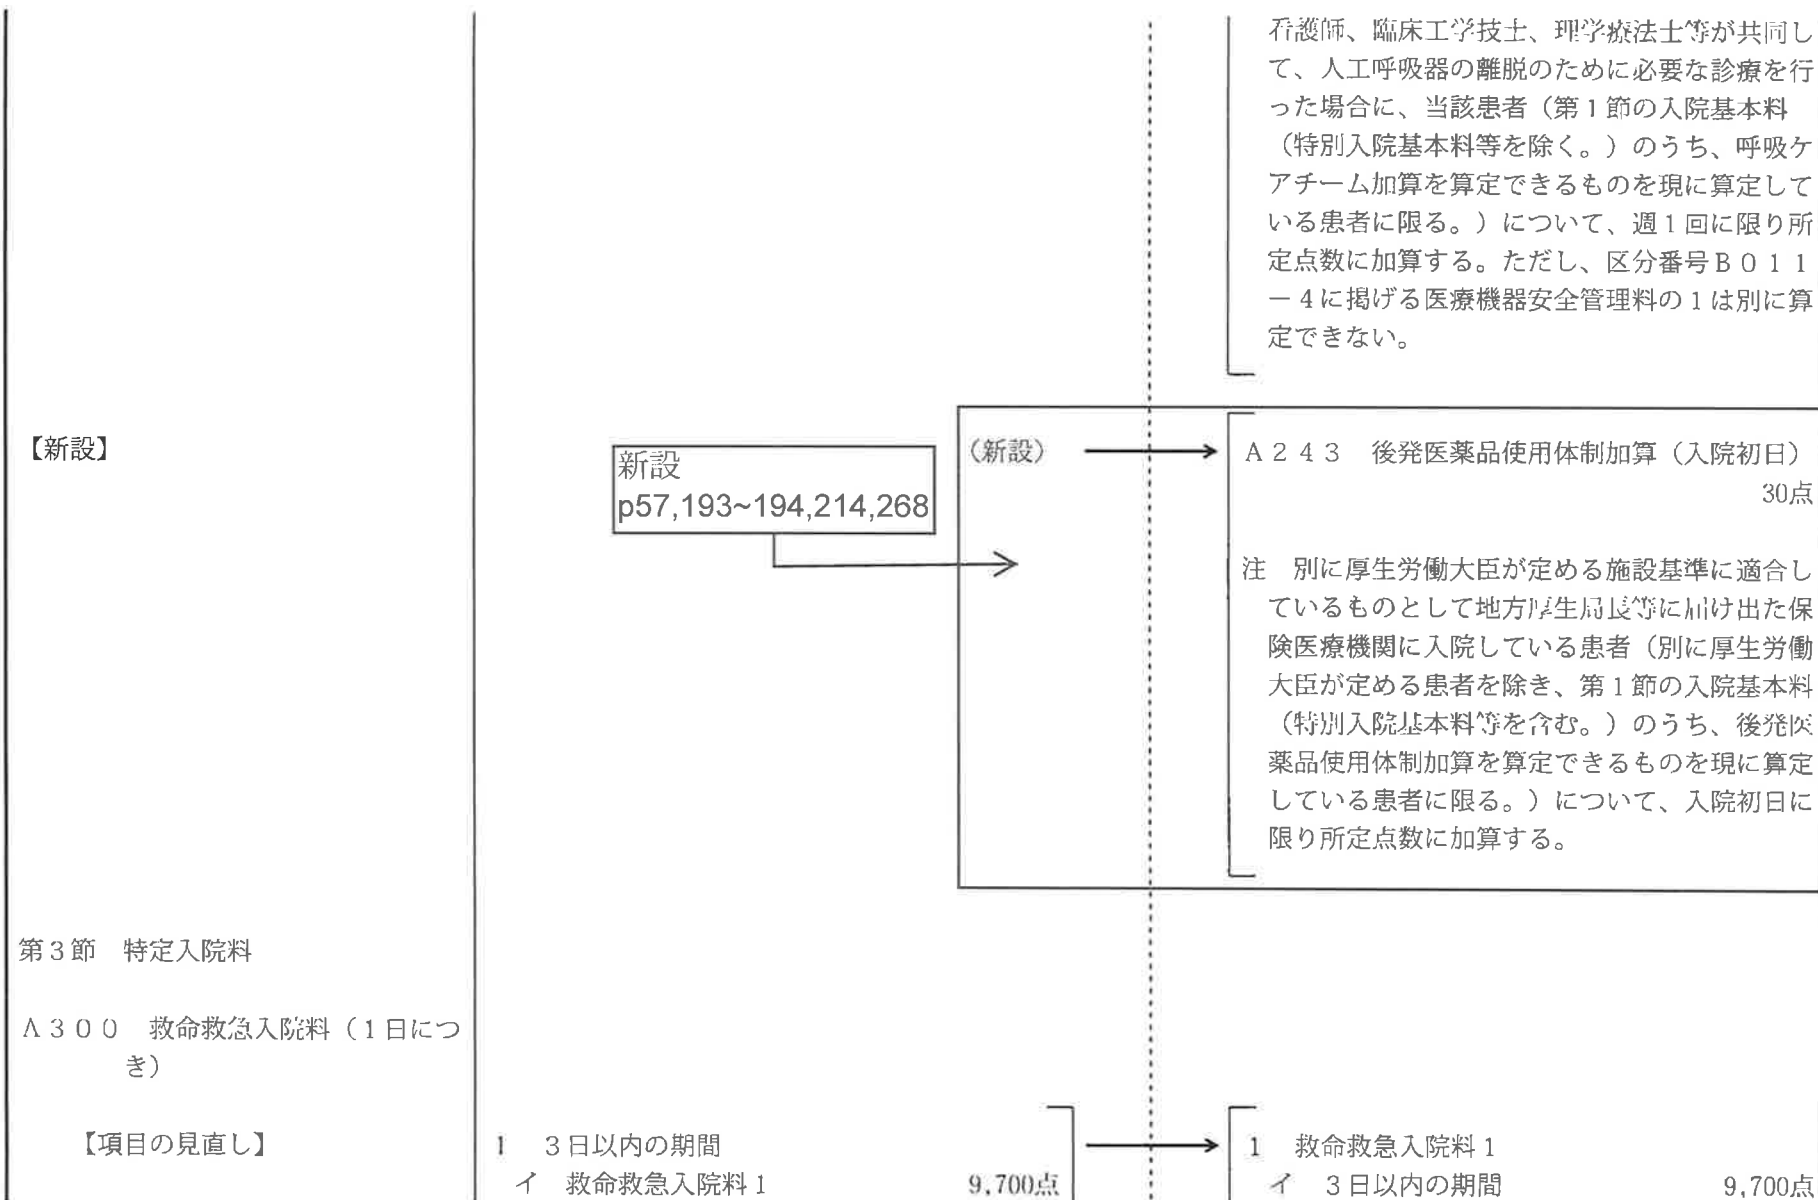 看護師、臨床工学技士、理学療法士等が共同し
て、人工呼吸器の離脱のために必要な診療を行
った場合に、当該患者(第1節の入院基本料
(特別入院基本料等を除く。)のうち、呼吸ケ
アチーム加算を算定できるものを現に算定して
いる患者に限る。)について、週1回に限り所
定点数に加算する。ただし、区分番号B011
-4に掲げる医療機器安全管理料の1は別に算
定できない。
【新設】
新設
p57,193~194,214,268
(新設)
A243 後発医薬品使用体制加算(入院初日)
30点
注 別に厚生労働大臣が定める施設基準に適合し
ているものとして地方厚生局長等に届け出た保
険医療機関に入院している患者(別に厚生労働
大臣が定める患者を除き、第1節の入院基本料
(特別入院基本料等を含む。)のうち、後発医
薬品使用体制加算を算定できるものを現に算定
している患者に限る。)について、入院初日に
限り所定点数に加算する。
第3節 特定入院料
A300 救命救急入院料(1日につ
き)
【項目の見直し】
1 3日以内の期間
イ 救命救急入院料1 9,700点
1 救命救急入院料1
イ 3日以内の期間 9,700点